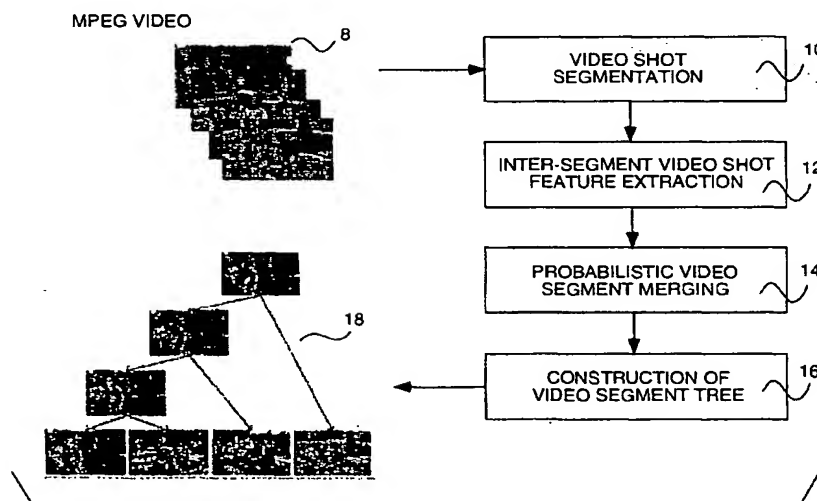 MPEG VIDEO
8
VIDEO SHOT
SEGMENTATION
10
INTER-SEGMENT VIDEO SHOT
FEATURE EXTRACTION
12
PROBABILISTIC VIDEO
SEGMENT MERGING
14
18
CONSTRUCTION OF
VIDEO SEGMENT TREE
16